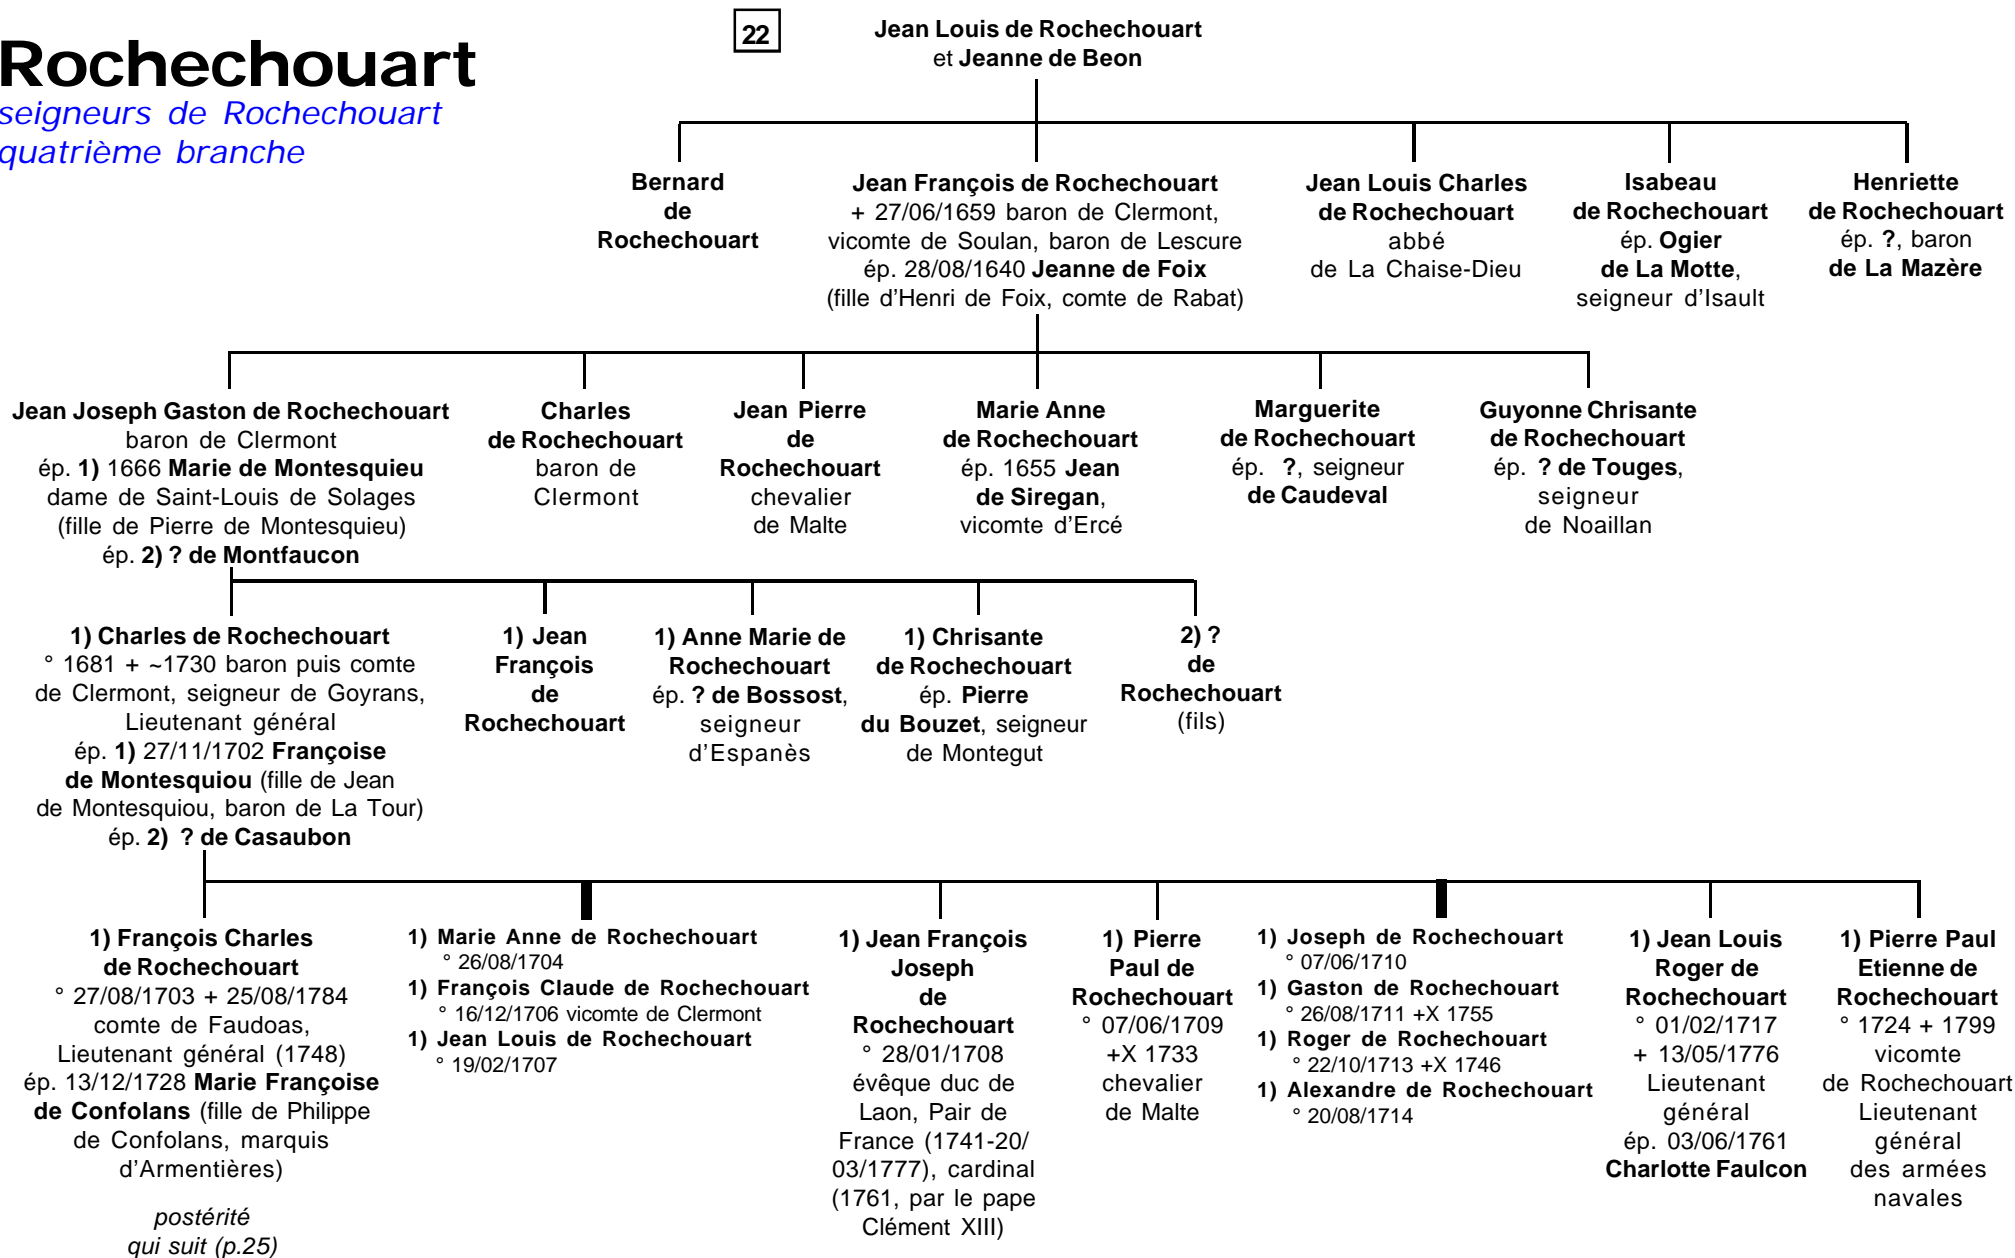 Rochechouart
seigneurs de Rochechouart
quatrième branche
22
Jean Louis de Rochechouart
et Jeanne de Beon
Bernard
de
Rochechouart
Jean François de Rochechouart
+ 27/06/1659 baron de Clermont,
vicomte de Soulan, baron de Lescure
ép. 28/08/1640 Jeanne de Foix
(fille d'Henri de Foix, comte de Rabat)
Jean Louis Charles
de Rochechouart
abbé
de La Chaise-Dieu
Isabeau
de Rochechouart
ép. Ogier
de La Motte,
seigneur d'Isault
Henriette
de Rochechouart
ép. ?, baron
de La Mazère
Jean Joseph Gaston de Rochechouart
baron de Clermont
ép. 1) 1666 Marie de Montesquieu
dame de Saint-Louis de Solages
(fille de Pierre de Montesquieu)
ép. 2) ? de Montfaucon
Charles
de Rochechouart
baron de
Clermont
Jean Pierre
de
Rochechouart
chevalier
de Malte
Marie Anne
de Rochechouart
ép. 1655 Jean
de Siregan,
vicomte d'Ercé
Marguerite
de Rochechouart
ép. ?, seigneur
de Caudeval
Guyonne Chrisante
de Rochechouart
ép. ? de Touges,
seigneur
de Noaillan
1) Charles de Rochechouart
° 1681 + ~1730 baron puis comte
de Clermont, seigneur de Goyrans,
Lieutenant général
ép. 1) 27/11/1702 Françoise
de Montesquiou (fille de Jean
de Montesquiou, baron de La Tour)
ép. 2) ? de Casaubon
1) Jean
François
de
Rochechouart
1) Anne Marie de
Rochechouart
ép. ? de Bossost,
seigneur
d'Espanès
1) Chrisante
de Rochechouart
ép. Pierre
du Bouzet, seigneur
de Montegut
2) ?
de
Rochechouart
(fils)
1) François Charles
de Rochechouart
° 27/08/1703 + 25/08/1784
comte de Faudoas,
Lieutenant général (1748)
ép. 13/12/1728 Marie Françoise
de Confolans (fille de Philippe
de Confolans, marquis
d'Armentières)
postérité
qui suit (p.25)
1) Marie Anne de Rochechouart
° 26/08/1704
1) François Claude de Rochechouart
° 16/12/1706 vicomte de Clermont
1) Jean Louis de Rochechouart
° 19/02/1707
1) Jean François
Joseph
de
Rochechouart
° 28/01/1708
évêque duc de
Laon, Pair de
France (1741-20/
03/1777), cardinal
(1761, par le pape
Clément XIII)
1) Pierre
Paul de
Rochechouart
° 07/06/1709
+X 1733
chevalier
de Malte
1) Joseph de Rochechouart
° 07/06/1710
1) Gaston de Rochechouart
° 26/08/1711 +X 1755
1) Roger de Rochechouart
° 22/10/1713 +X 1746
1) Alexandre de Rochechouart
° 20/08/1714
1) Jean Louis
Roger de
Rochechouart
° 01/02/1717
+ 13/05/1776
Lieutenant
général
ép. 03/06/1761
Charlotte Faulcon
1) Pierre Paul
Etienne de
Rochechouart
° 1724 + 1799
vicomte
de Rochechouart
Lieutenant
général
des armées
navales